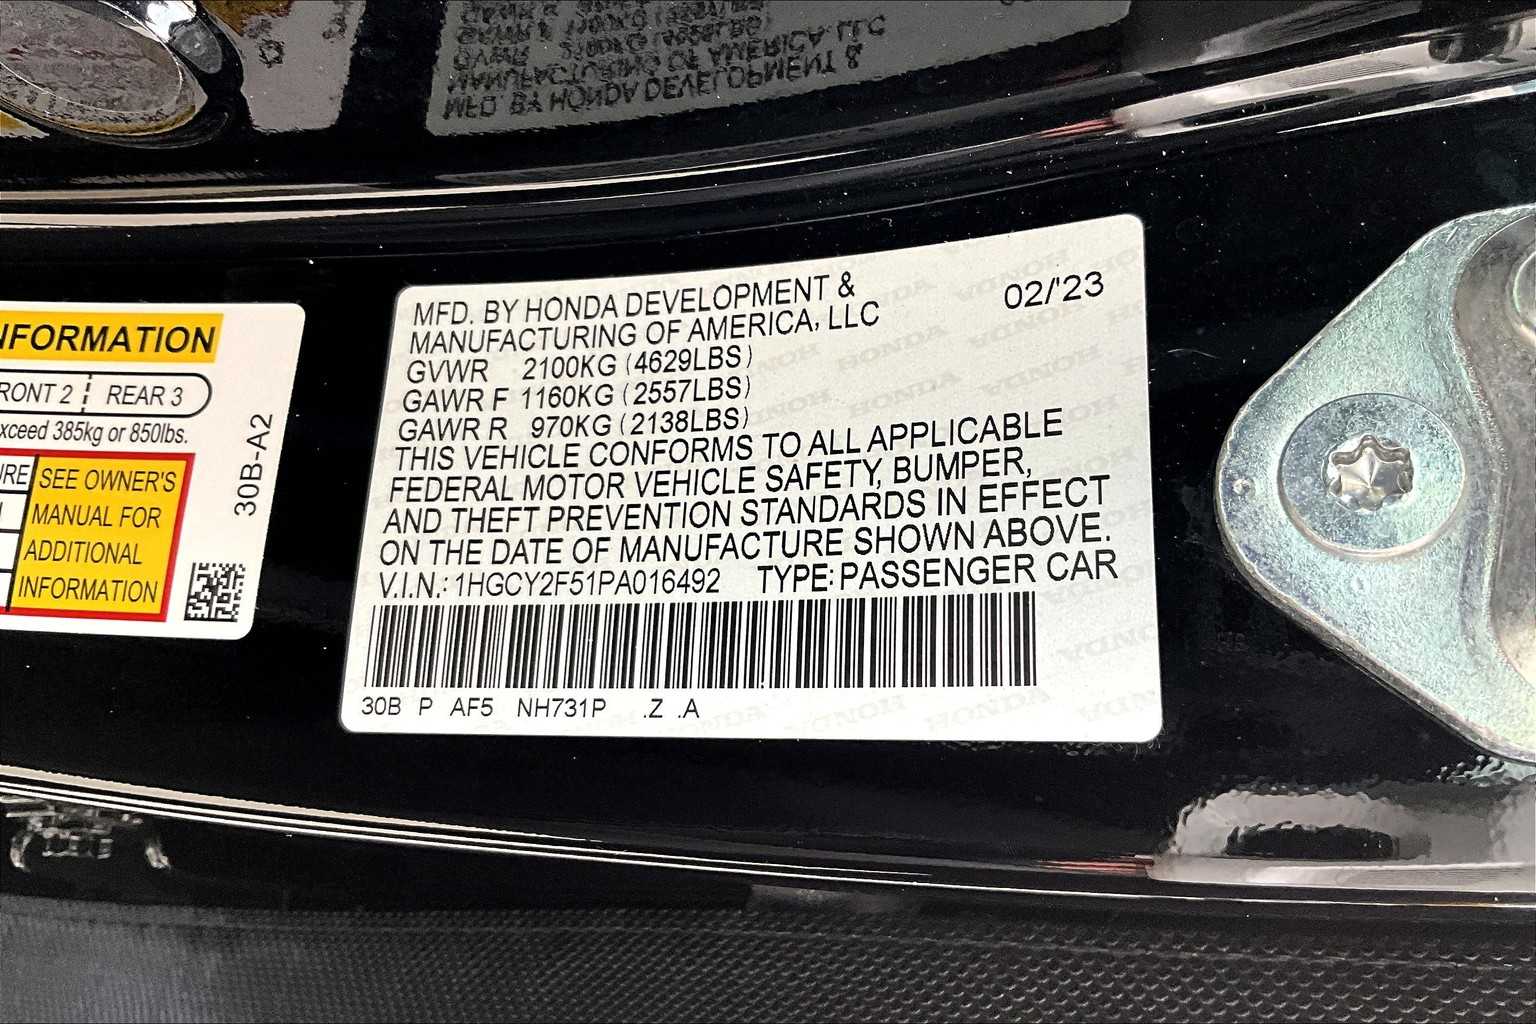 NFORMATION
RONT 2 REAR 3
xceed 385kg or 850lbs.
RE SEE OWNER'S
MANUAL FOR
ADDITIONAL
INFORMATION
30B-A2
MFD. BY HONDA DEVELOPMENT &
MANUFACTURING OF AMERICA, LLC
02/'23
GVWR 2100KG (4629LBS)
GAWR F 1160KG (2557LBS)
GAWR R 970KG (2138LBS)
THIS VEHICLE CONFORMS TO ALL APPLICABLE
FEDERAL MOTOR VEHICLE SAFETY, BUMPER,
AND THEFT PREVENTION STANDARDS IN EFFECT
ON THE DATE OF MANUFACTURE SHOWN ABOVE.
V.I.N.: 1HGCY2F51PA016492 TYPE: PASSENGER CAR
30B P AF5 NH731P .Z .A